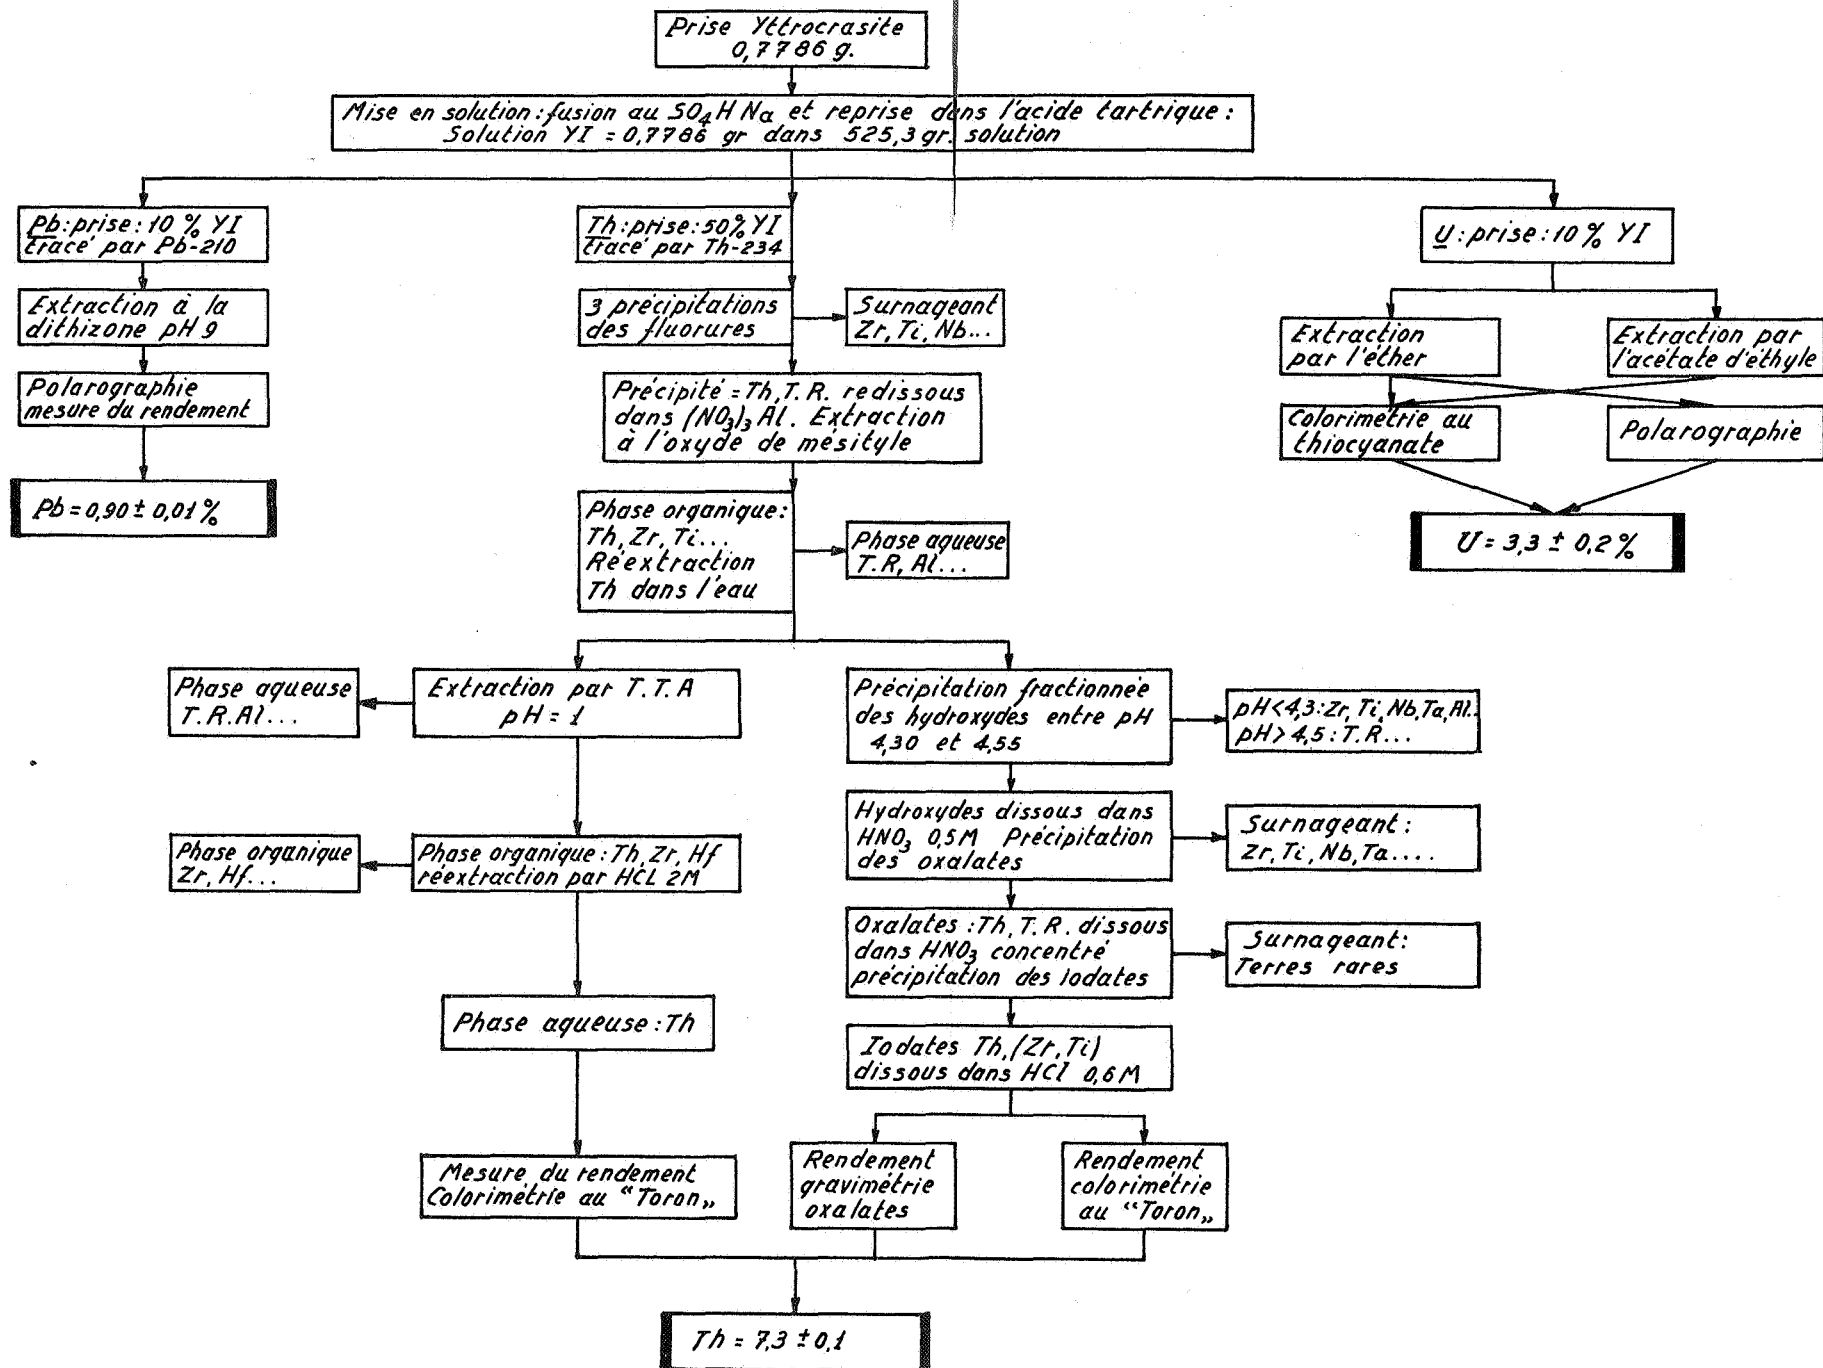 Prise Yttrocrasite
0,7786 g.
Mise en solution : fusion au SO4HNa et reprise dans l'acide tartrique :
Solution YI = 0,7786 gr dans 525,3 gr. solution
Pb : prise : 10 % YI
tracé par Pb-210
Extraction à la
dithizone pH 9
Polarographie
mesure du rendement
Pb = 0,90 ± 0,01 %
Th : prise : 50% YI
tracé par Th-234
3 précipitations
des fluorures
Surnageant
Zr, Ti, Nb...
Précipité = Th, T.R. redissous
dans (NO3)3 Al. Extraction
à l'oxyde de mésityle
Phase organique :
Th, Zr, Ti...
Réextraction
Th dans l'eau
Phase aqueuse
T.R, Al...
U : prise : 10 % YI
Extraction
par l'éther
Extraction par
l'acétate d'éthyle
Colorimétrie au
thiocyanate
Polarographie
U = 3,3 ± 0,2 %
Phase aqueuse
T.R. Al...
Extraction par T.T.A
pH = 1
Phase organique
Zr, Hf...
Phase organique : Th, Zr, Hf
réextraction par HCL 2M
Phase aqueuse : Th
Mesure du rendement
Colorimétrie au “Toron„
Précipitation fractionnée
des hydroxydes entre pH
4,30 et 4,55
pH<4,3 : Zr, Ti, Nb, Ta, Al..
pH>4,5 : T.R...
Hydroxydes dissous dans
HNO3 0,5M Précipitation
des oxalates
Surnageant :
Zr, Ti, Nb, Ta....
Oxalates : Th, T.R. dissous
dans HNO3 concentré
précipitation des iodates
Surnageant :
Terres rares
Iodates Th, (Zr, Ti)
dissous dans HCl 0,6M
Rendement
gravimétrie
oxalates
Rendement
colorimétrie
au “Toron„
Th = 7,3 ± 0,1